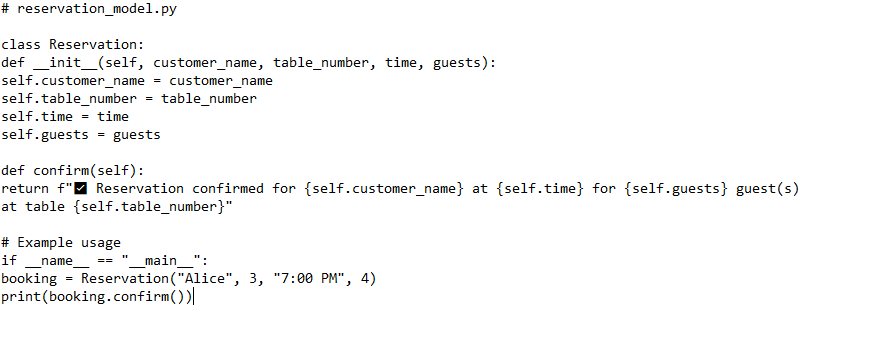 # reservation_model.py
class Reservation:
def __init__(self, customer_name, table_number, time, guests):
self.customer_name = customer_name
self.table_number = table_number
self.time = time
self.guests = guests
def confirm(self):
return f"✅ Reservation confirmed for {self.customer_name} at {self.time} for {self.guests} guest(s)
at table {self.table_number}"
# Example usage
if __name__ == "__main__":
booking = Reservation("Alice", 3, "7:00 PM", 4)
print(booking.confirm())